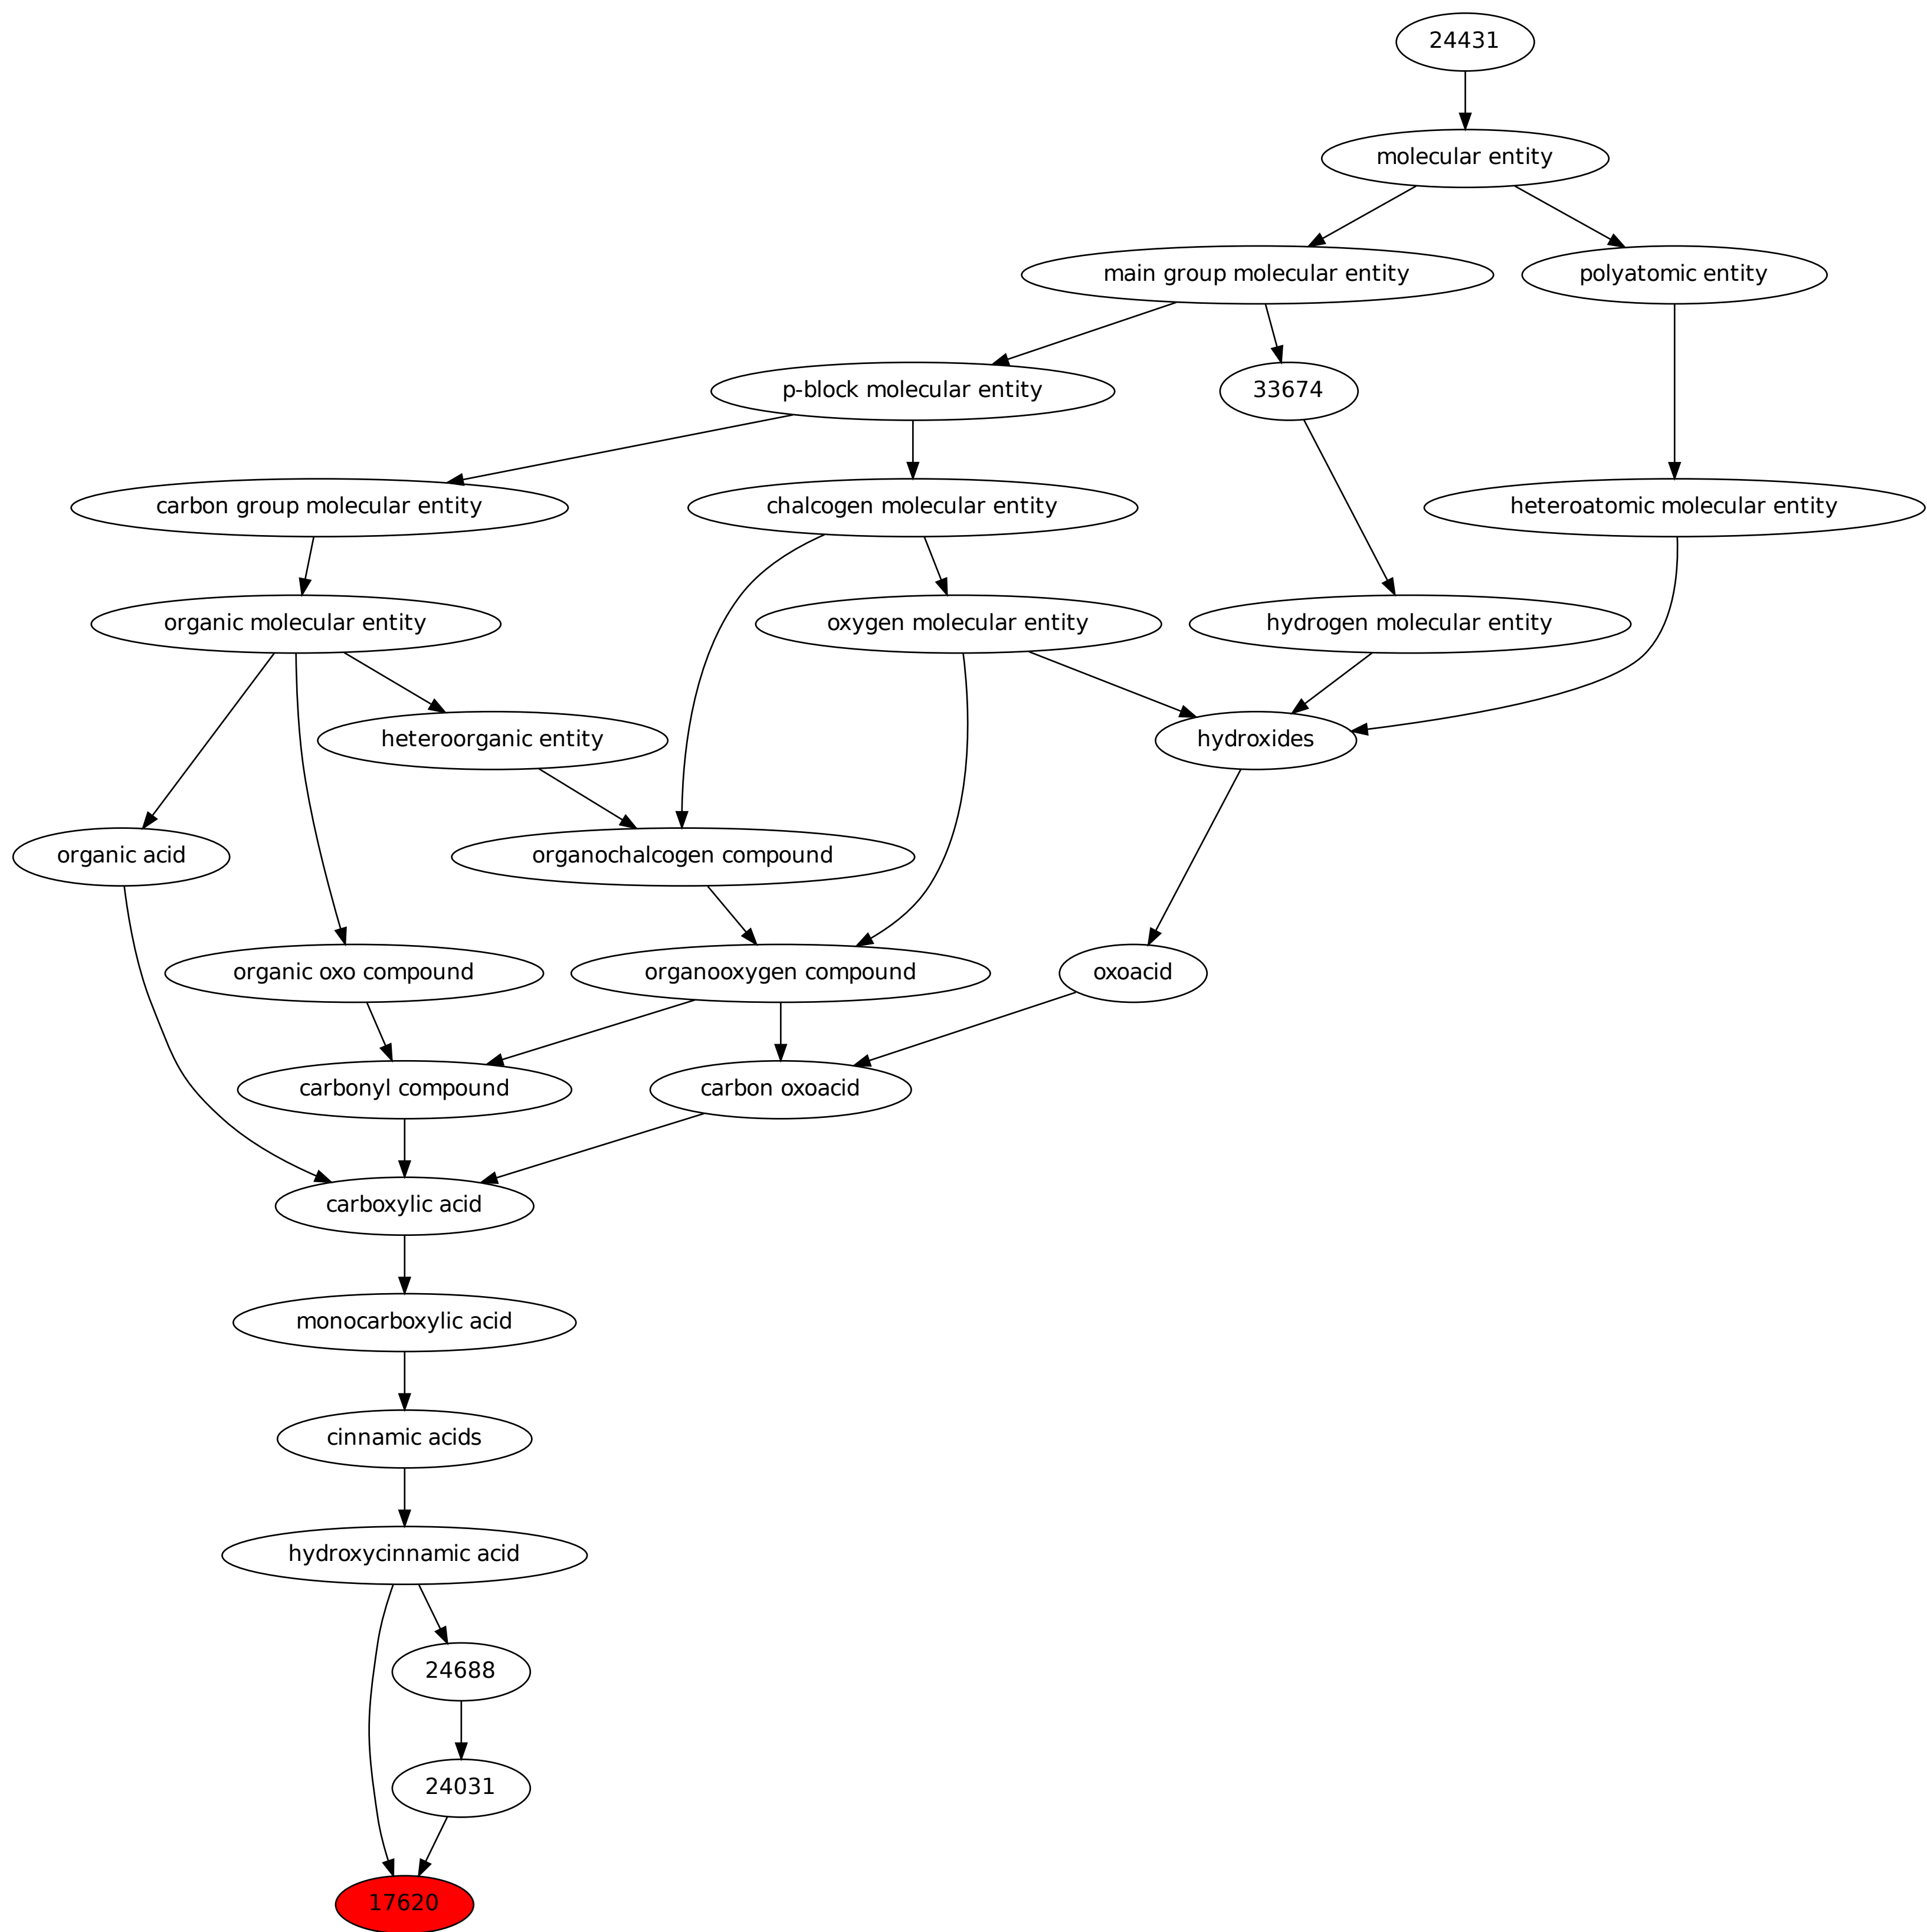 24431
molecular entity
main group molecular entity
polyatomic entity
p-block molecular entity
33674
carbon group molecular entity
chalcogen molecular entity
heteroatomic molecular entity
organic molecular entity
oxygen molecular entity
hydrogen molecular entity
heteroorganic entity
hydroxides
organic acid
organochalcogen compound
organic oxo compound
organooxygen compound
oxoacid
carbonyl compound
carbon oxoacid
carboxylic acid
monocarboxylic acid
cinnamic acids
hydroxycinnamic acid
24688
24031
17620